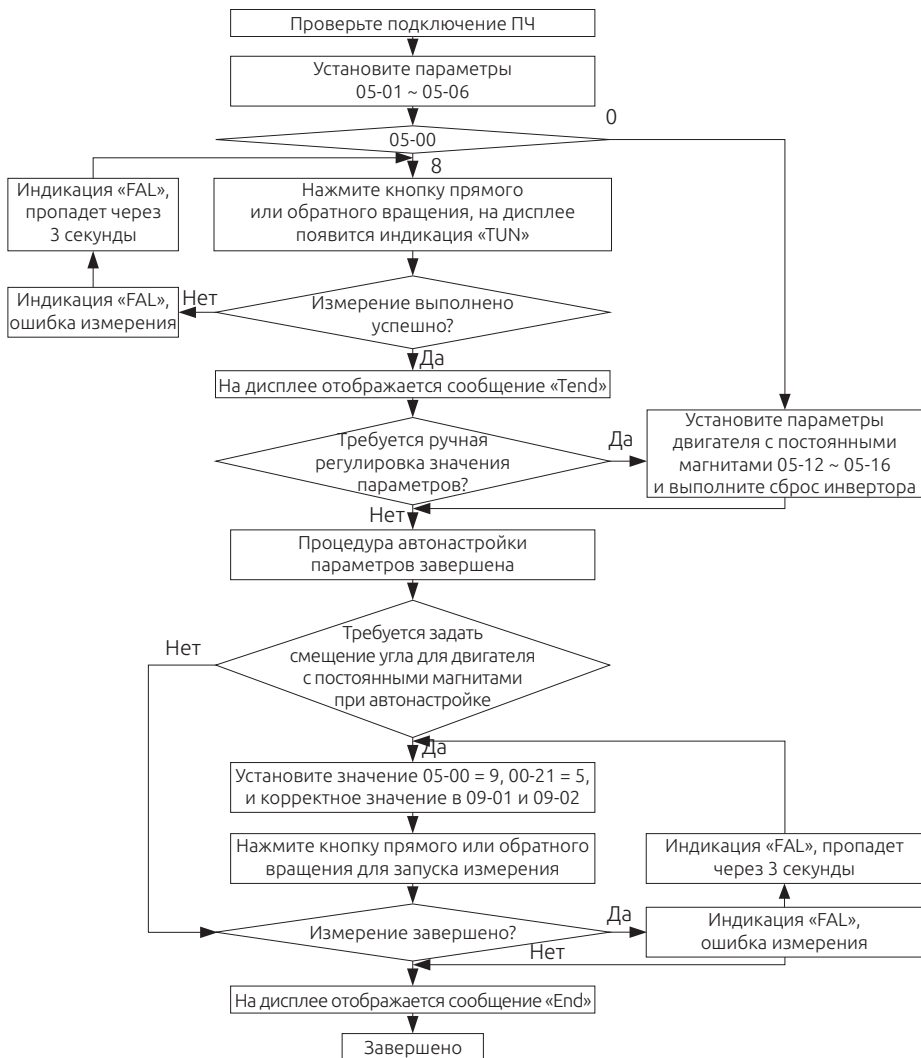 Проверьте подключение ПЧ
Установите параметры
05-01 ~ 05-06
0
05-00
8
Индикация «FAL»,
пропадет через
3 секунды
Нажмите кнопку прямого
или обратного вращения, на дисплее
появится индикация «TUN»
Индикация «FAL»,
ошибка измерения
Нет
Измерение выполнено
успешно?
Да
На дисплее отображается сообщение «Tend»
Требуется ручная
регулировка значения
параметров?
Да
Установите параметры
двигателя с постоянными
магнитами 05-12 ~ 05-16
и выполните сброс инвертора
Нет
Процедура автонастройки
параметров завершена
Нет
Требуется задать
смещение угла для двигателя
с постоянными магнитами
при автонастройке
Да
Установите значение 05-00 = 9, 00-21 = 5,
и корректное значение в 09-01 и 09-02
Нажмите кнопку прямого или обратного
вращения для запуска измерения
Индикация «FAL», пропадет
через 3 секунды
Измерение завершено?
Да
Индикация «FAL»,
ошибка измерения
Нет
На дисплее отображается сообщение «End»
Завершено